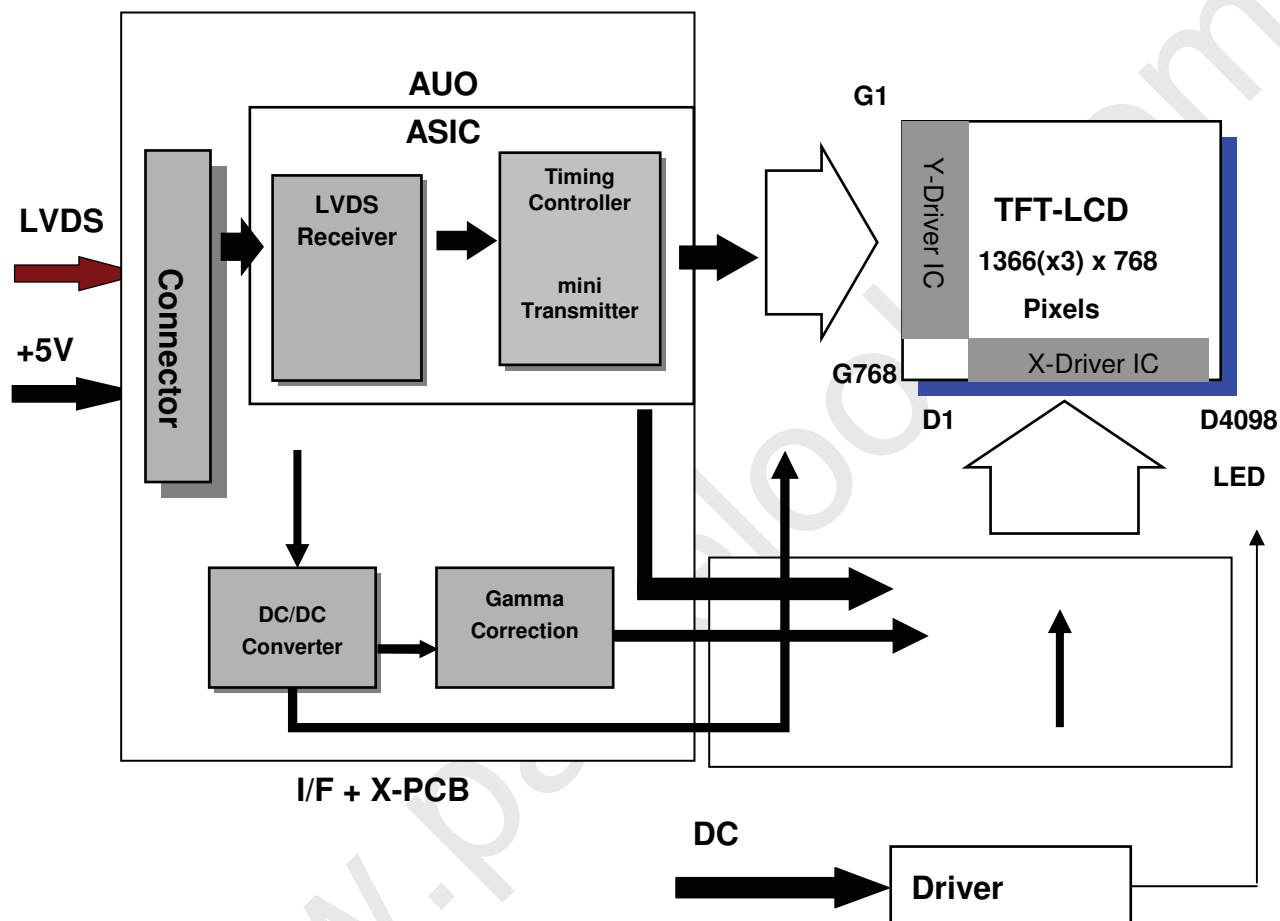 AUO
ASIC
G1
LVDS
+5V
Connector
LVDS
Receiver
Timing
Controller
mini
Transmitter
Y-Driver IC
TFT-LCD
1366(x3) x 768
Pixels
X-Driver IC
G768
D1
D4098
LED
DC/DC
Converter
Gamma
Correction
I/F + X-PCB
DC
Driver